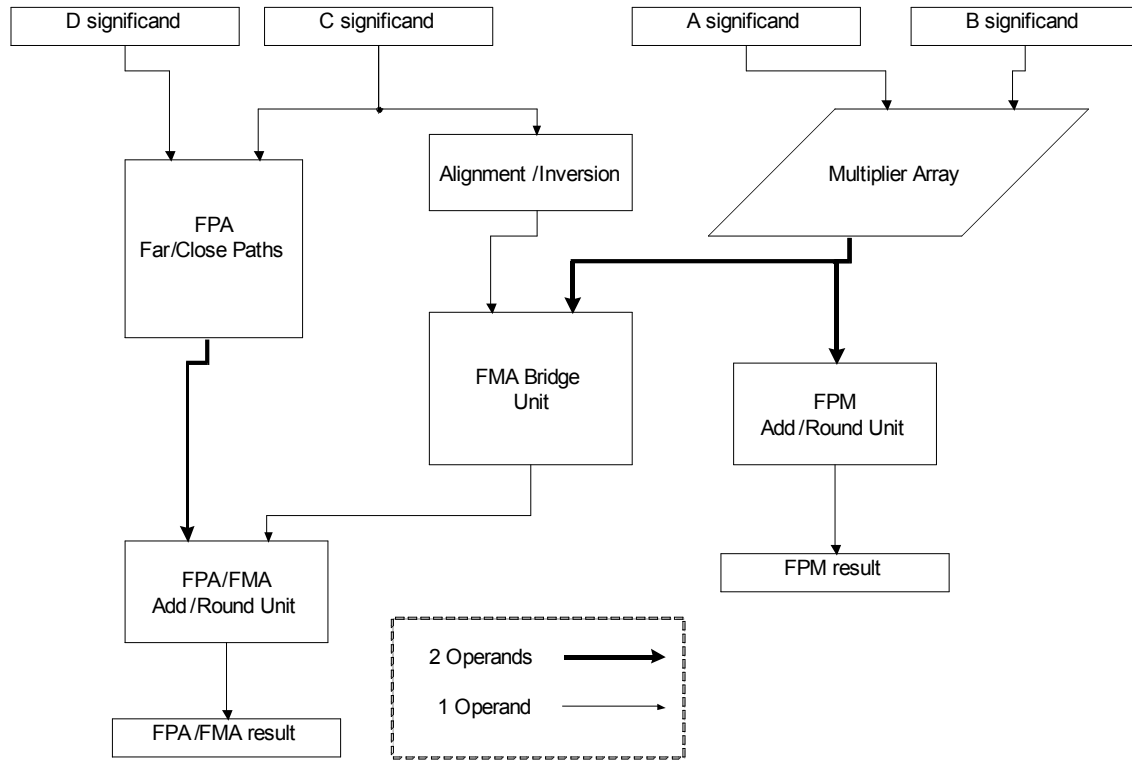 D significand
C significand
A significand
B significand
Alignment /Inversion
Multiplier Array
FPA
Far/Close Paths
FMA Bridge
Unit
FPM
Add /Round Unit
FPA/FMA
Add /Round Unit
FPM result
2 Operands
1 Operand
FPA /FMA result